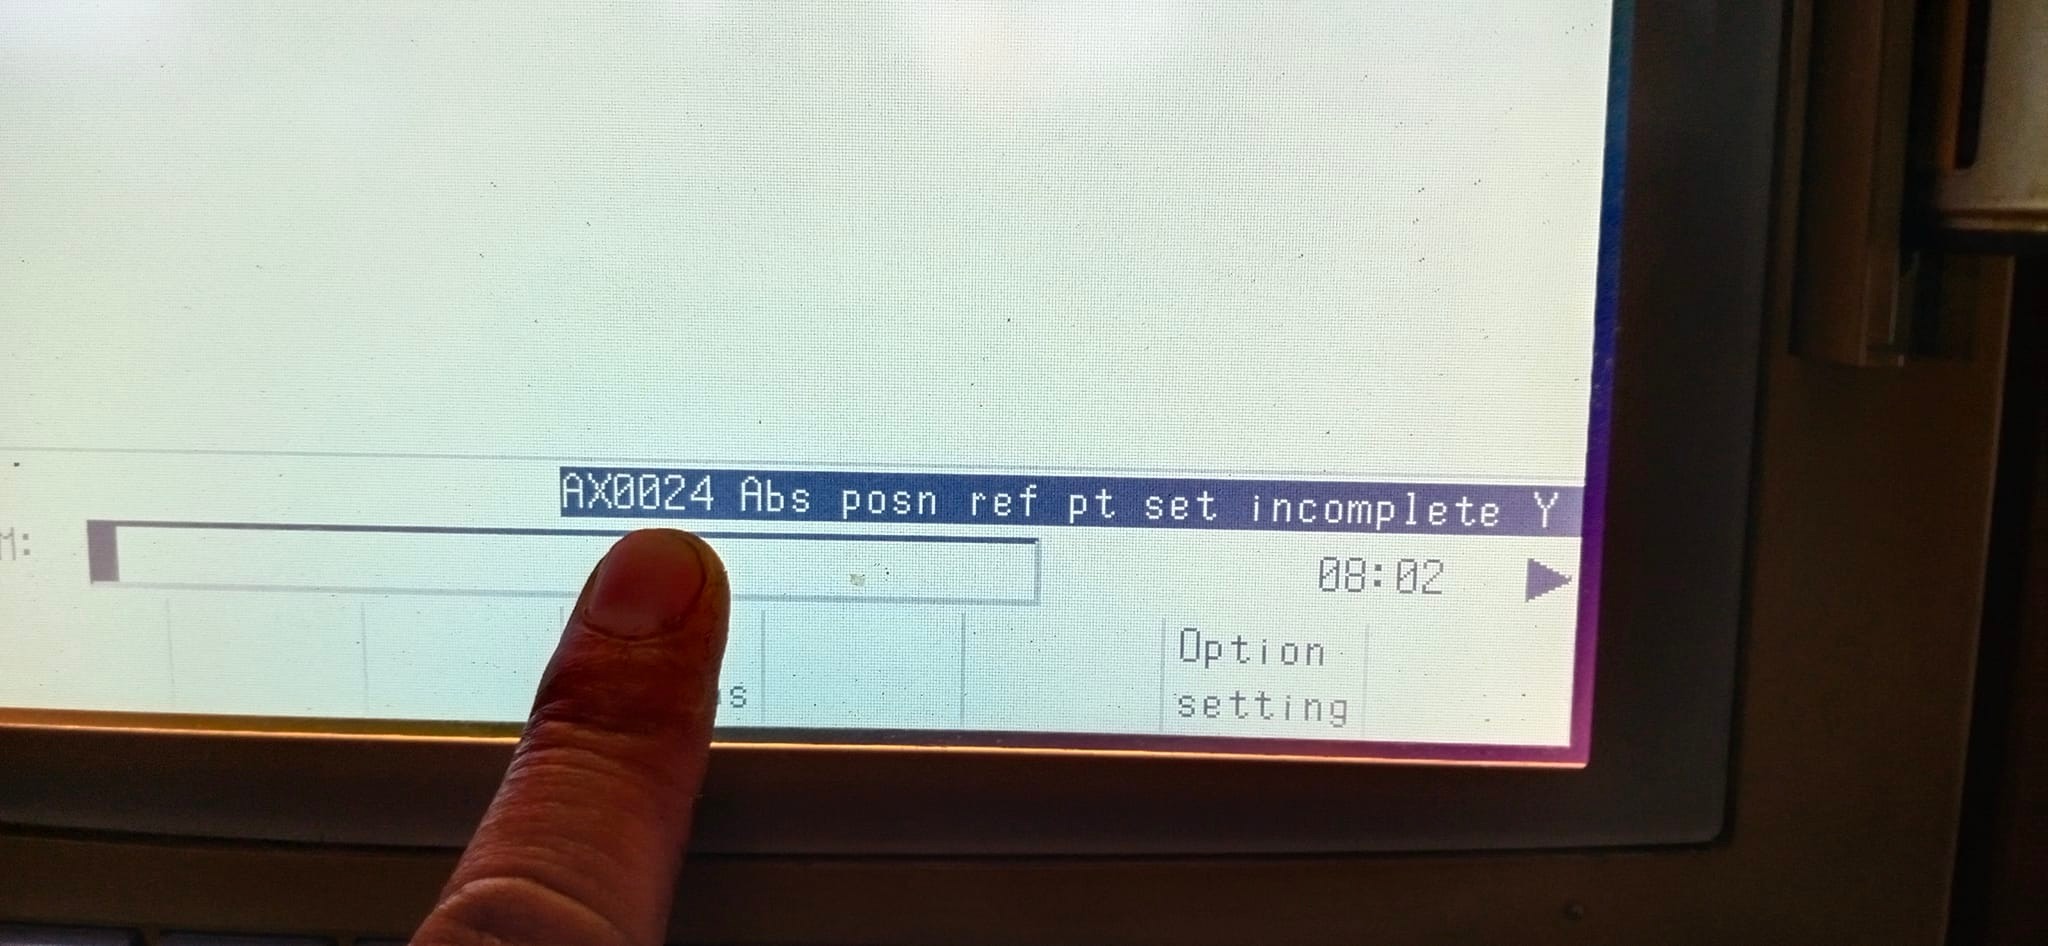 AX0024 Abs posn ref pt set incomplete Y
M:
08:02
Option
setting